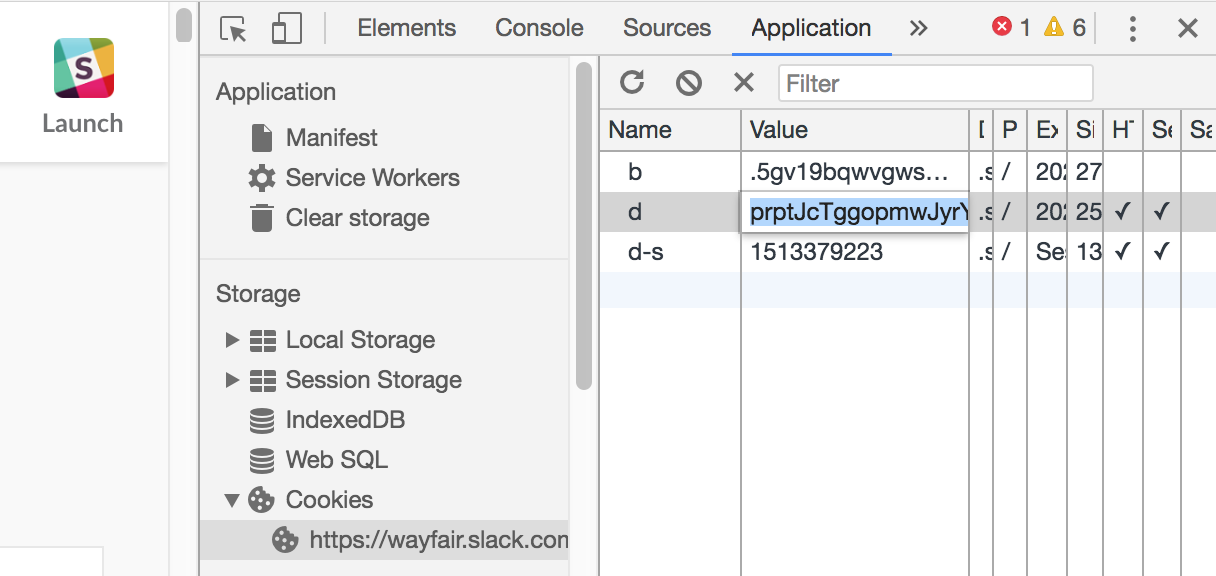 S
Launch
Elements Console Sources Application » 1 6
Application
Manifest
Service Workers
Clear storage
Storage
Local Storage
Session Storage
IndexedDB
Web SQL
Cookies
https://wayfair.slack.com
Filter
Name Value P Ex Si Se Sa
b .5gv19bqwvgws... .s / 202 27
d prptJcTggopmwJyrY .s / 202 25 ✓ ✓
d-s 1513379223 .s / Ses 13 ✓ ✓